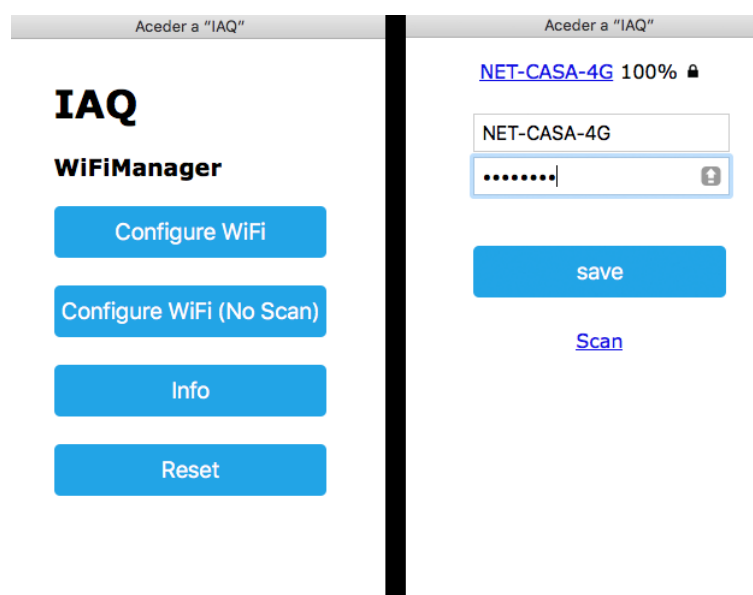 Aceder a “IAQ”
IAQ
WiFiManager
Configure WiFi
Configure WiFi (No Scan)
Info
Reset
Aceder a “IAQ”
NET-CASA-4G 100%
NET-CASA-4G
••••••••
save
Scan